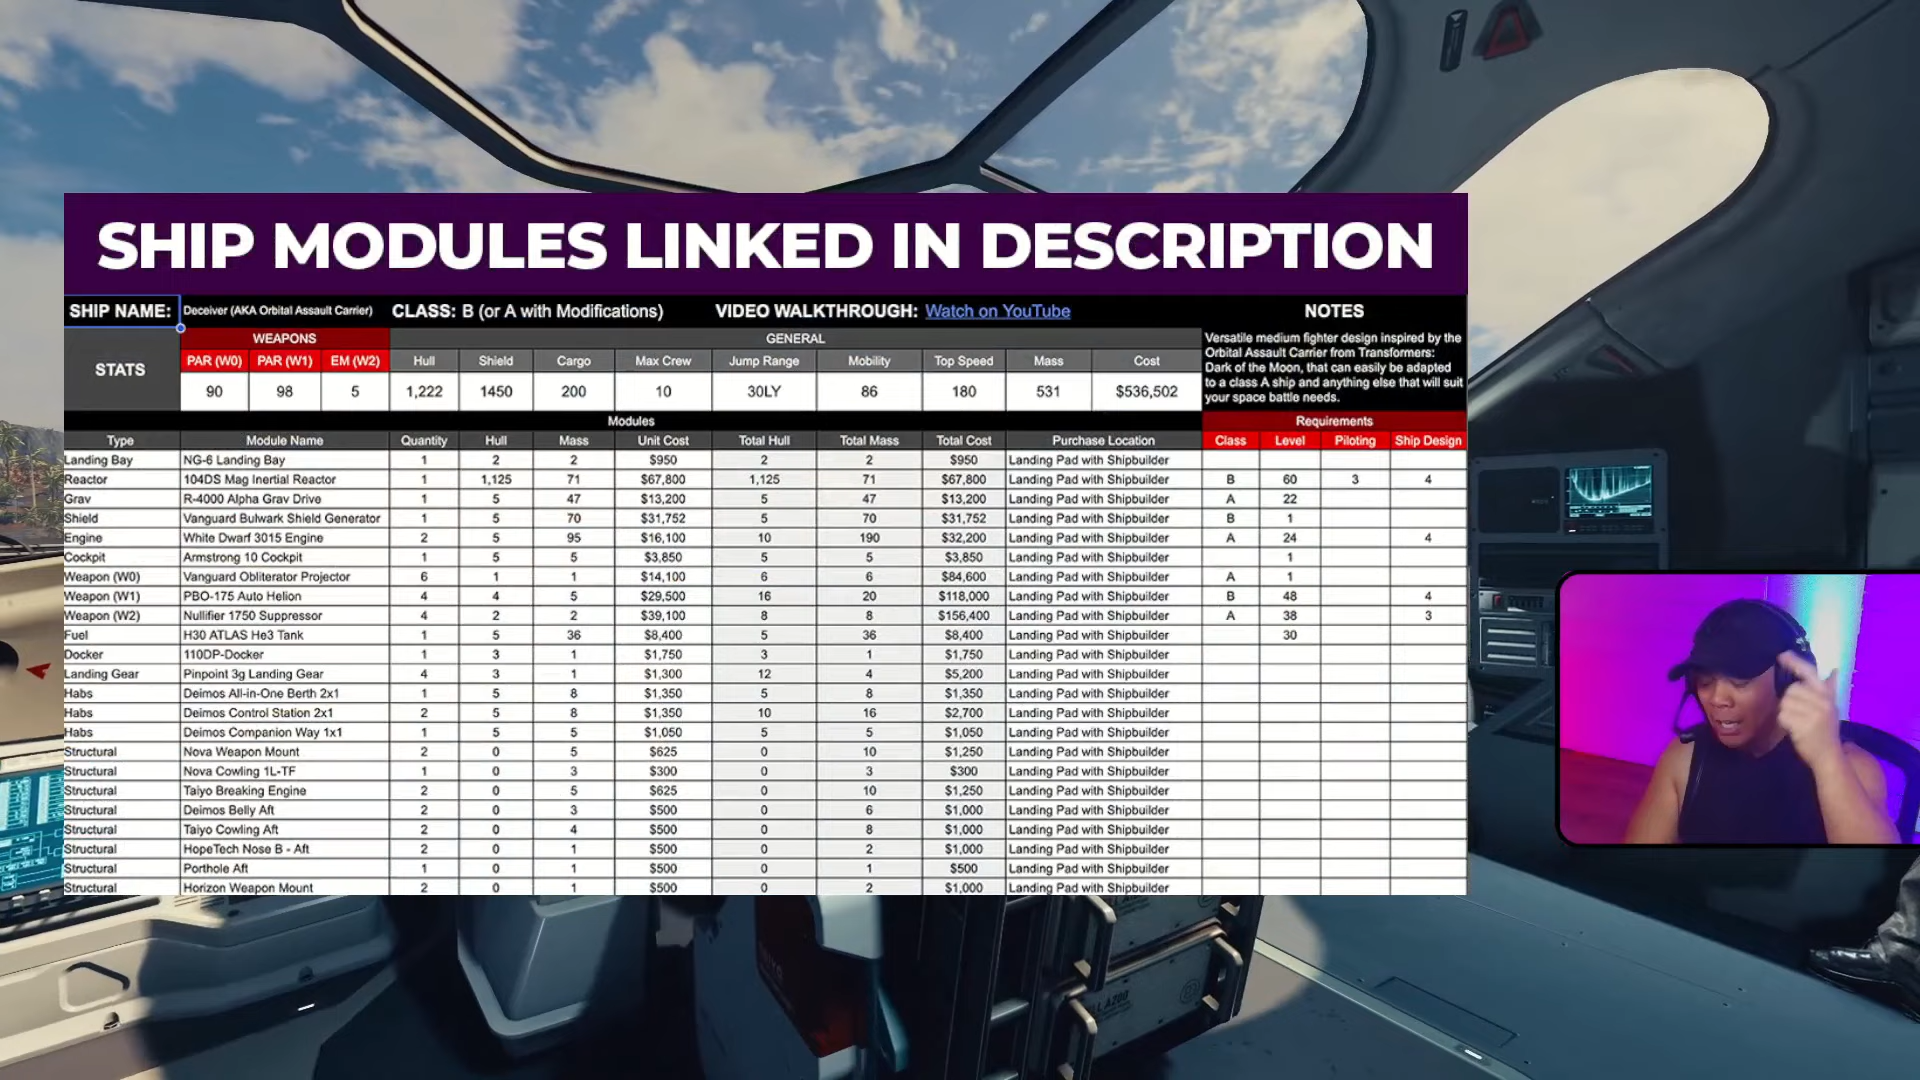 SHIP MODULES LINKED IN DESCRIPTION
SHIP NAME: Deceiver (AKA Orbital Assault Carrier) CLASS: B (or A with Modifications) VIDEO WALKTHROUGH: Watch on YouTube NOTES
STATS WEAPONS GENERAL
PAR (W0) PAR (W1) EM (W2) Hull Shield Cargo Max Crew Jump Range Mobility Top Speed Mass Cost
90 98 5 1,222 1450 200 10 30LY 86 180 531 $536,502
Versatile medium fighter design inspired by the
Orbital Assault Carrier from Transformers:
Dark of the Moon, that can easily be adapted
to a class A ship and anything else that will suit
your space battle needs.
Modules Requirements
Type Module Name Quantity Hull Mass Unit Cost Total Hull Total Mass Total Cost Purchase Location Class Level Piloting Ship Design
Landing Bay NG-6 Landing Bay 1 2 2 $950 2 2 $950 Landing Pad with Shipbuilder
Reactor 104DS Mag Inertial Reactor 1 1,125 71 $67,800 1,125 71 $67,800 Landing Pad with Shipbuilder B 60 3 4
Grav R-4000 Alpha Grav Drive 1 5 47 $13,200 5 47 $13,200 Landing Pad with Shipbuilder A 22
Shield Vanguard Bulwark Shield Generator 1 5 70 $31,752 5 70 $31,752 Landing Pad with Shipbuilder B 1
Engine White Dwarf 3015 Engine 2 5 95 $16,100 10 190 $32,200 Landing Pad with Shipbuilder A 24 4
Cockpit Armstrong 10 Cockpit 1 5 5 $3,850 5 5 $3,850 Landing Pad with Shipbuilder 1
Weapon (W0) Vanguard Obliterator Projector 6 1 1 $14,100 6 6 $84,600 Landing Pad with Shipbuilder A 1
Weapon (W1) PBO-175 Auto Helion 4 4 5 $29,500 16 20 $118,000 Landing Pad with Shipbuilder B 48 4
Weapon (W2) Nullifier 1750 Suppressor 4 2 2 $39,100 8 8 $156,400 Landing Pad with Shipbuilder A 38 3
Fuel H30 ATLAS He3 Tank 1 5 36 $8,400 5 36 $8,400 Landing Pad with Shipbuilder 30
Docker 110DP-Docker 1 3 1 $1,750 3 1 $1,750 Landing Pad with Shipbuilder
Landing Gear Pinpoint 3g Landing Gear 4 3 1 $1,300 12 4 $5,200 Landing Pad with Shipbuilder
Habs Deimos All-in-One Berth 2x1 1 5 8 $1,350 5 8 $1,350 Landing Pad with Shipbuilder
Habs Deimos Control Station 2x1 2 5 8 $1,350 10 16 $2,700 Landing Pad with Shipbuilder
Habs Deimos Companion Way 1x1 1 5 5 $1,050 5 5 $1,050 Landing Pad with Shipbuilder
Structural Nova Weapon Mount 2 0 5 $625 0 10 $1,250 Landing Pad with Shipbuilder
Structural Nova Cowling 1L-TF 1 0 3 $300 0 3 $300 Landing Pad with Shipbuilder
Structural Taiyo Breaking Engine 2 0 5 $625 0 10 $1,250 Landing Pad with Shipbuilder
Structural Deimos Belly Aft 2 0 3 $500 0 6 $1,000 Landing Pad with Shipbuilder
Structural Taiyo Cowling Aft 2 0 4 $500 0 8 $1,000 Landing Pad with Shipbuilder
Structural HopeTech Nose B - Aft 2 0 1 $500 0 2 $1,000 Landing Pad with Shipbuilder
Structural Porthole Aft 1 0 1 $500 0 1 $500 Landing Pad with Shipbuilder
Structural Horizon Weapon Mount 2 0 1 $500 0 2 $1,000 Landing Pad with Shipbuilder